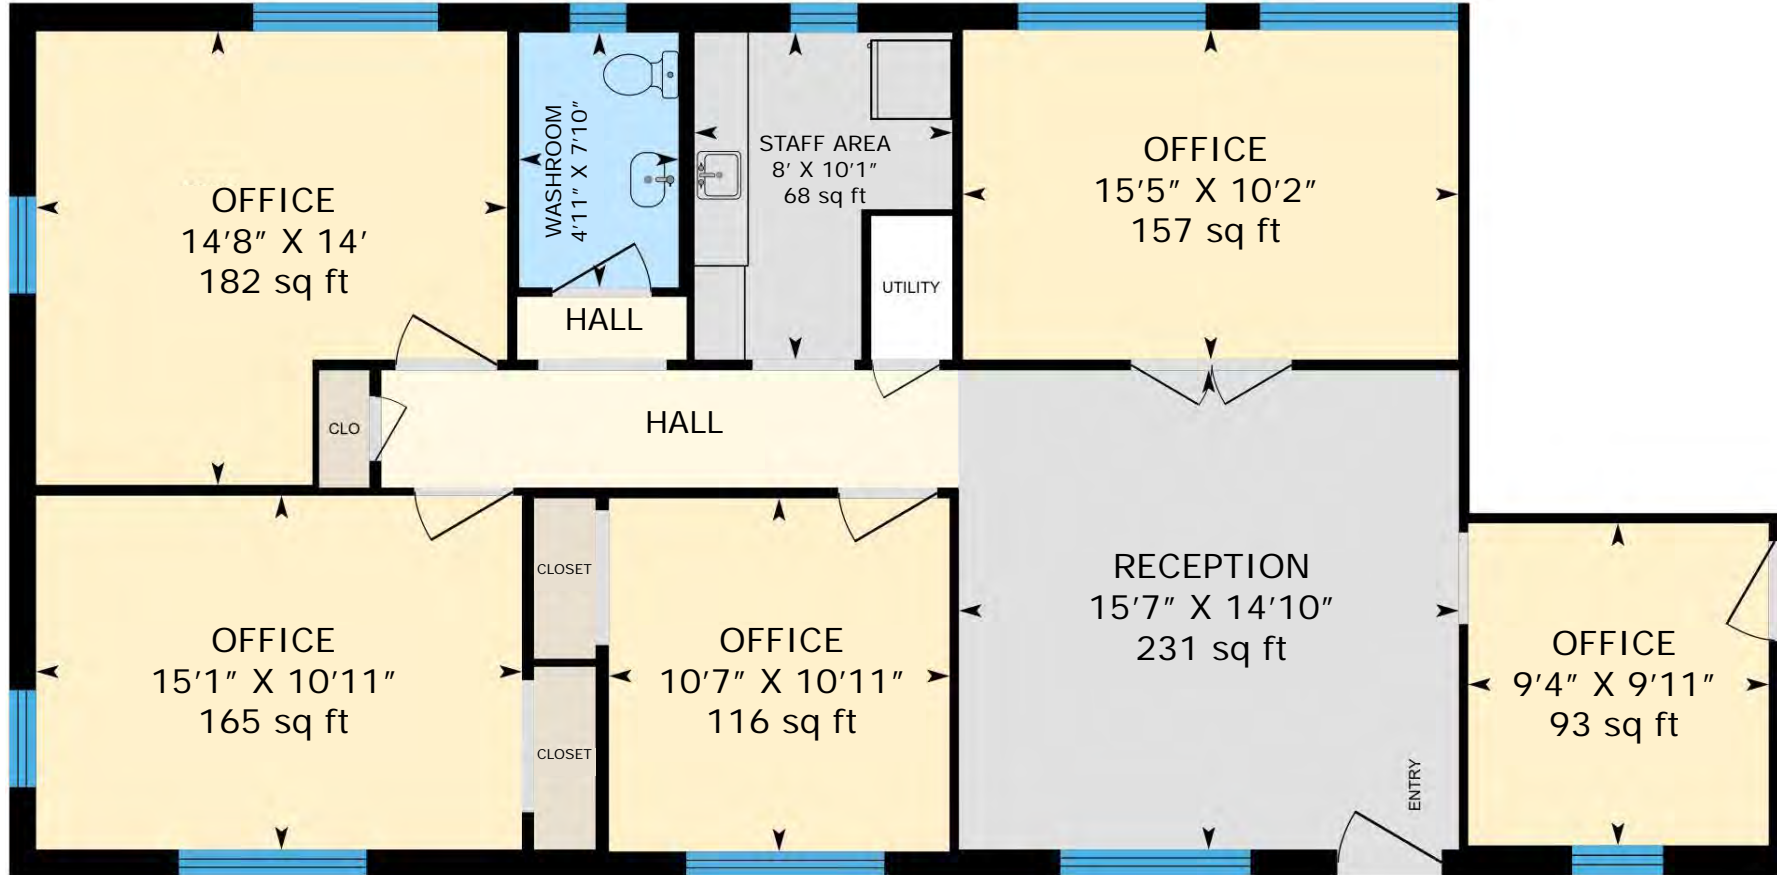 OFFICE
14'8" X 14'
182 sq ft
WASHROOM
4'11" X 7'10"
STAFF AREA
8' X 10'1"
68 sq ft
OFFICE
15'5" X 10'2"
157 sq ft
UTILITY
HALL
CLO
HALL
OFFICE
15'1" X 10'11"
165 sq ft
CLOSET
CLOSET
OFFICE
10'7" X 10'11"
116 sq ft
RECEPTION
15'7" X 14'10"
231 sq ft
ENTRY
OFFICE
9'4" X 9'11"
93 sq ft